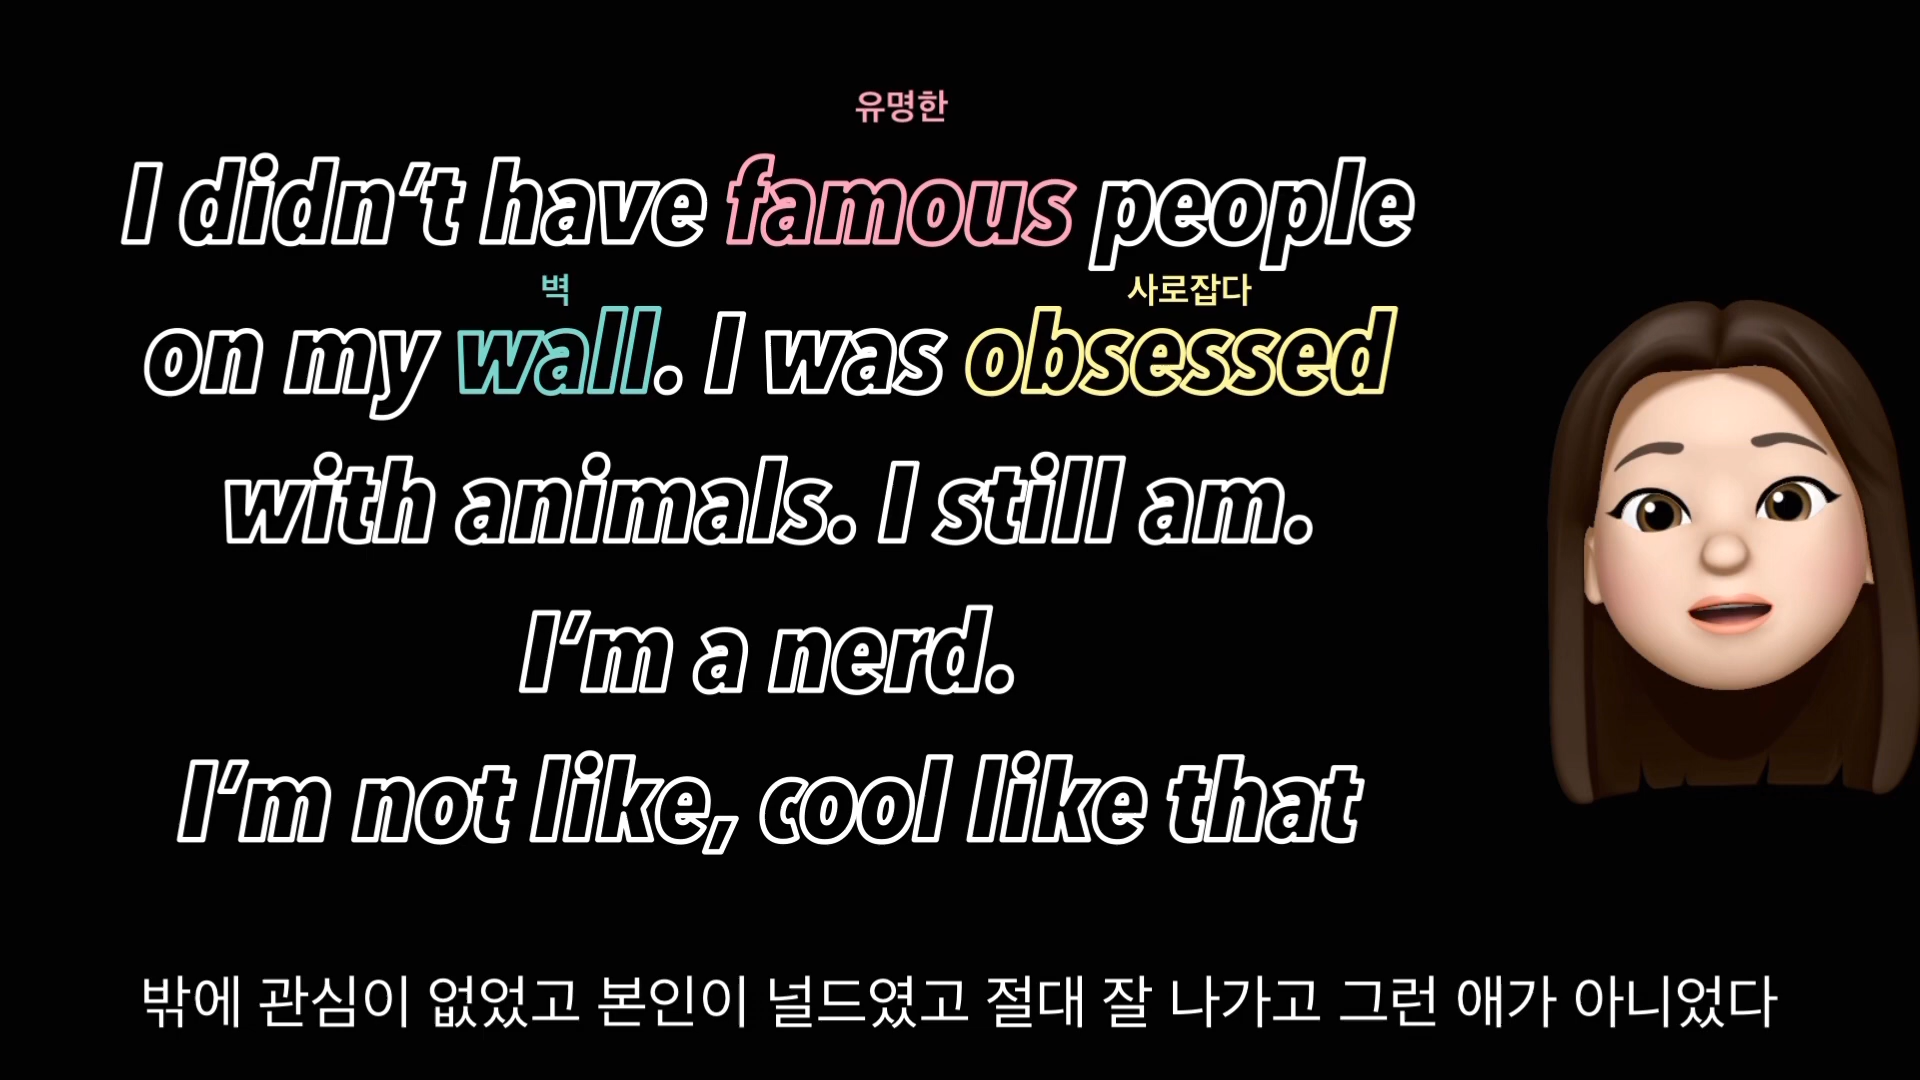 유명한
I didn't have famous people
벽 사로잡다
on my wall. I was obsessed
with animals. I still am.
I'm a nerd.
I'm not like, cool like that
밖에 관심이 없었고 본인이 널드였고 절대 잘 나가고 그런 애가 아니었다